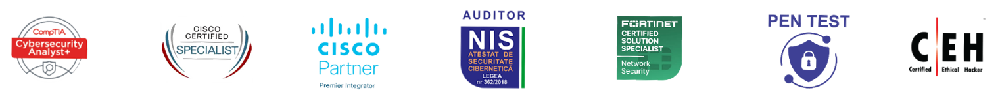 CompTIA
Cybersecurity
Analyst+
CISCO
CERTIFIED
SPECIALIST
CISCO
Partner
Premier Integrator
AUDITOR
NIS
ATESTAT DE
SECURITATE
CIBERNETICĂ
LEGEA
nr 362/2018
FORTINET
CERTIFIED
SOLUTION
SPECIALIST
Network
Security
PEN TEST
C EH
Certified Ethical Hacker